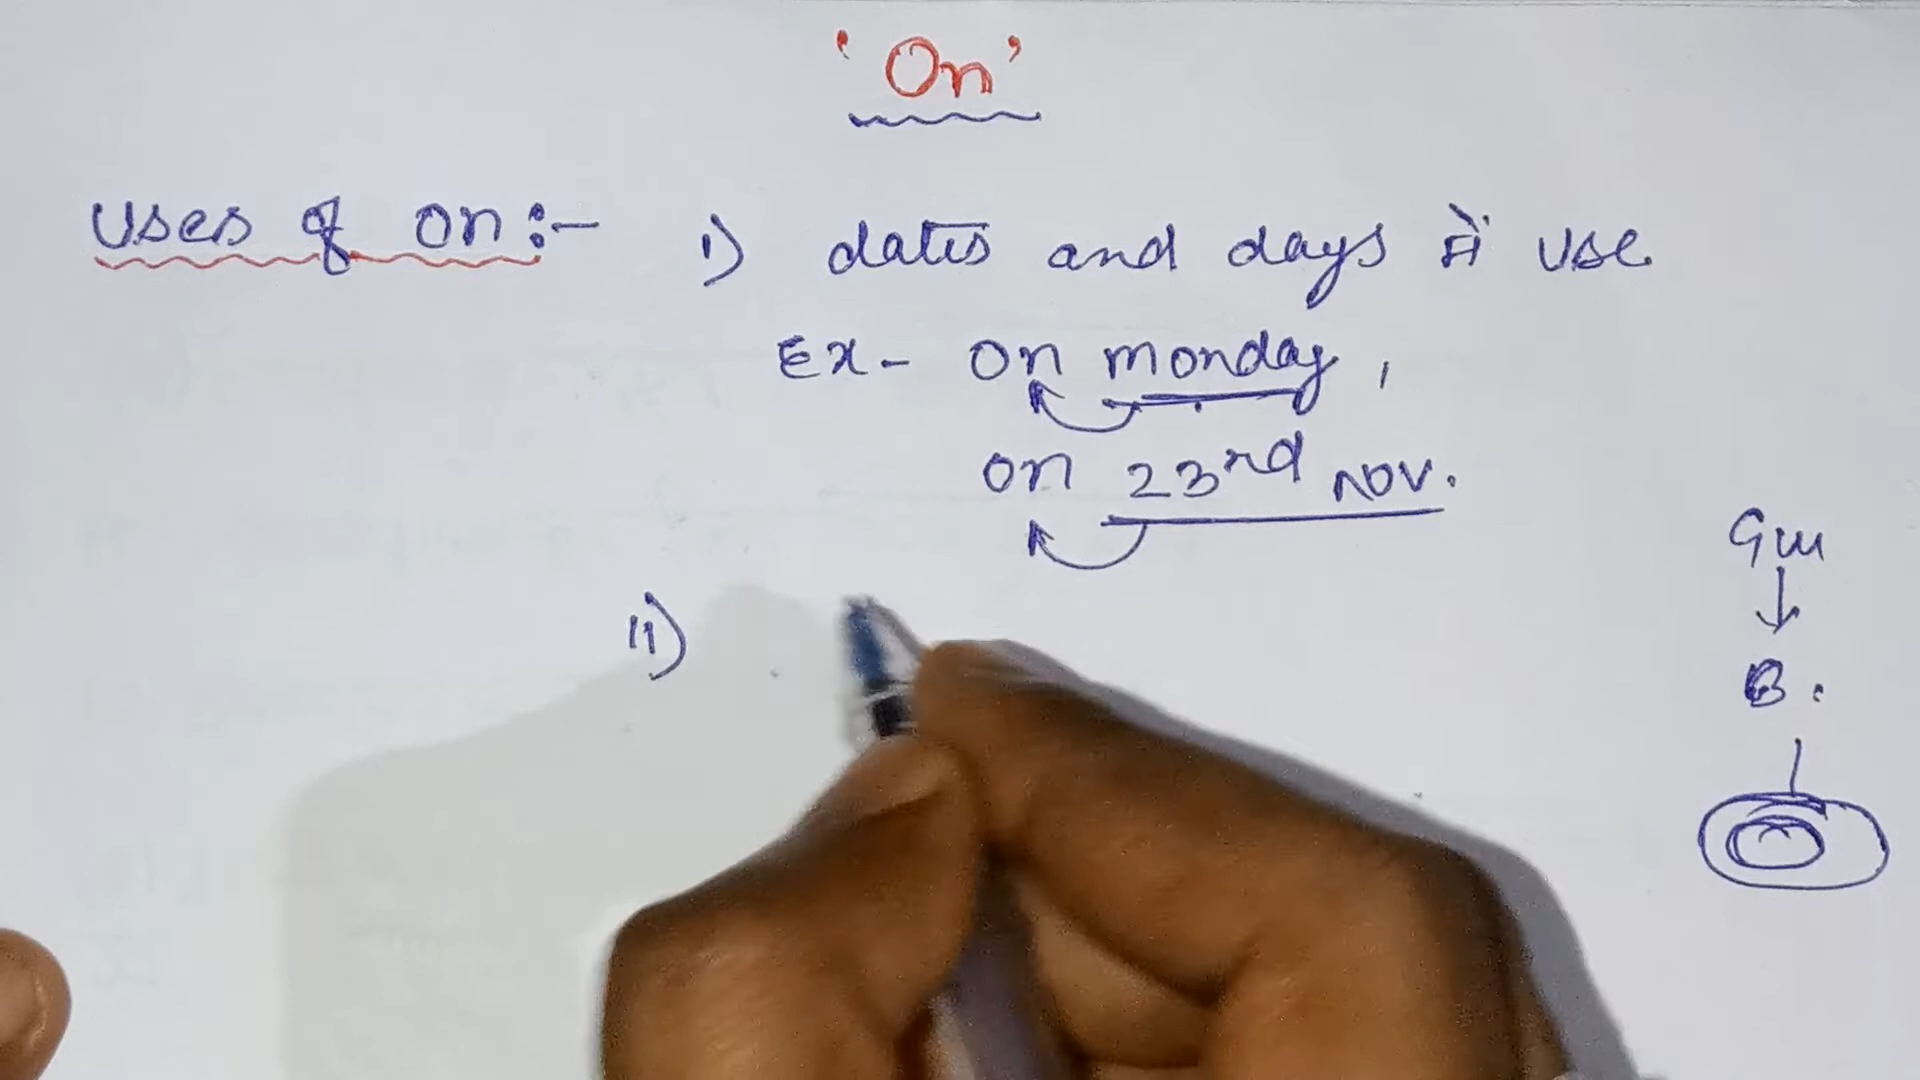 'On'
Uses of on :-
i) dates and days में use.
Ex- On monday,
on 23rd NOV.
ii)
B.